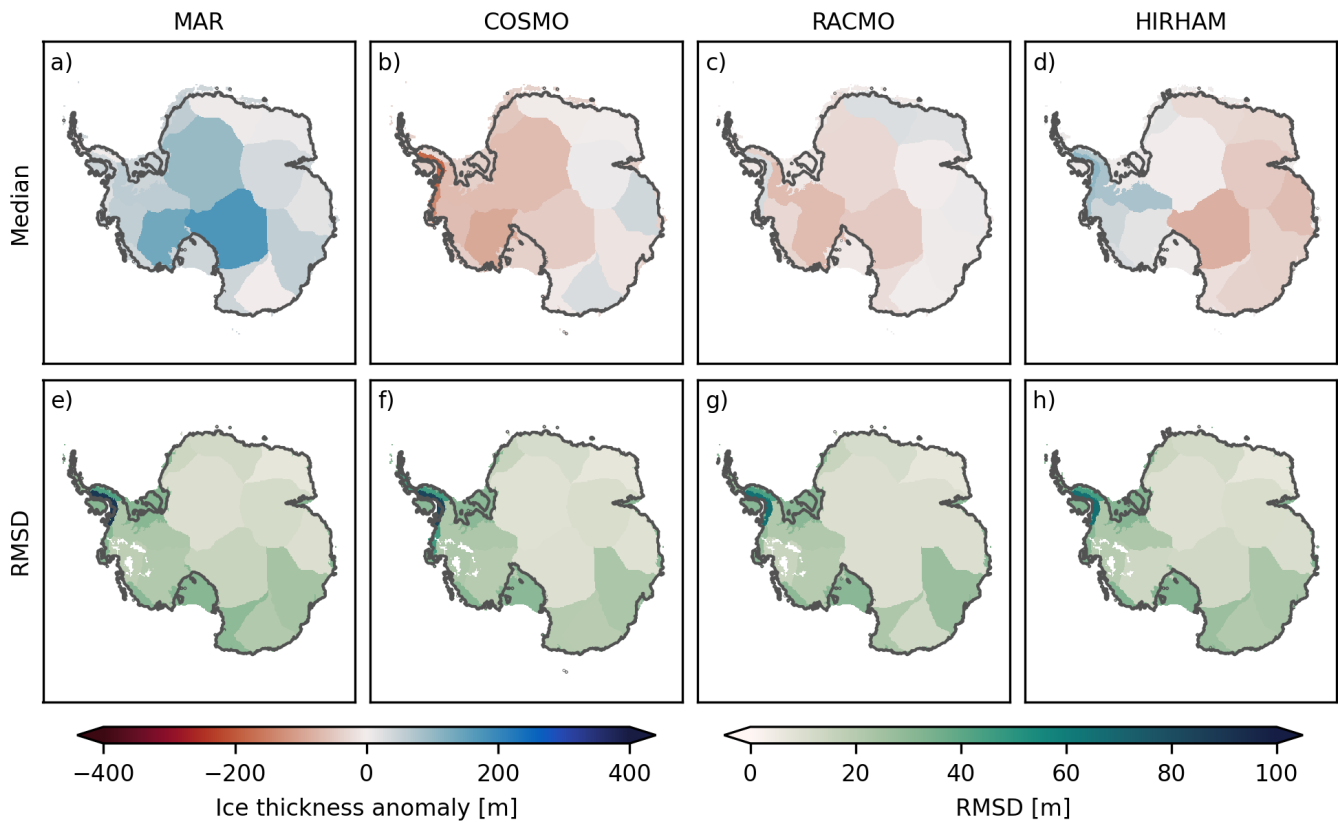 MAR COSMO RACMO HIRHAM
a) b) c) d)
Median
e) f) g) h)
RMSD
−400 −200 0 200 400 0 20 40 60 80 100
Ice thickness anomaly [m] RMSD [m]